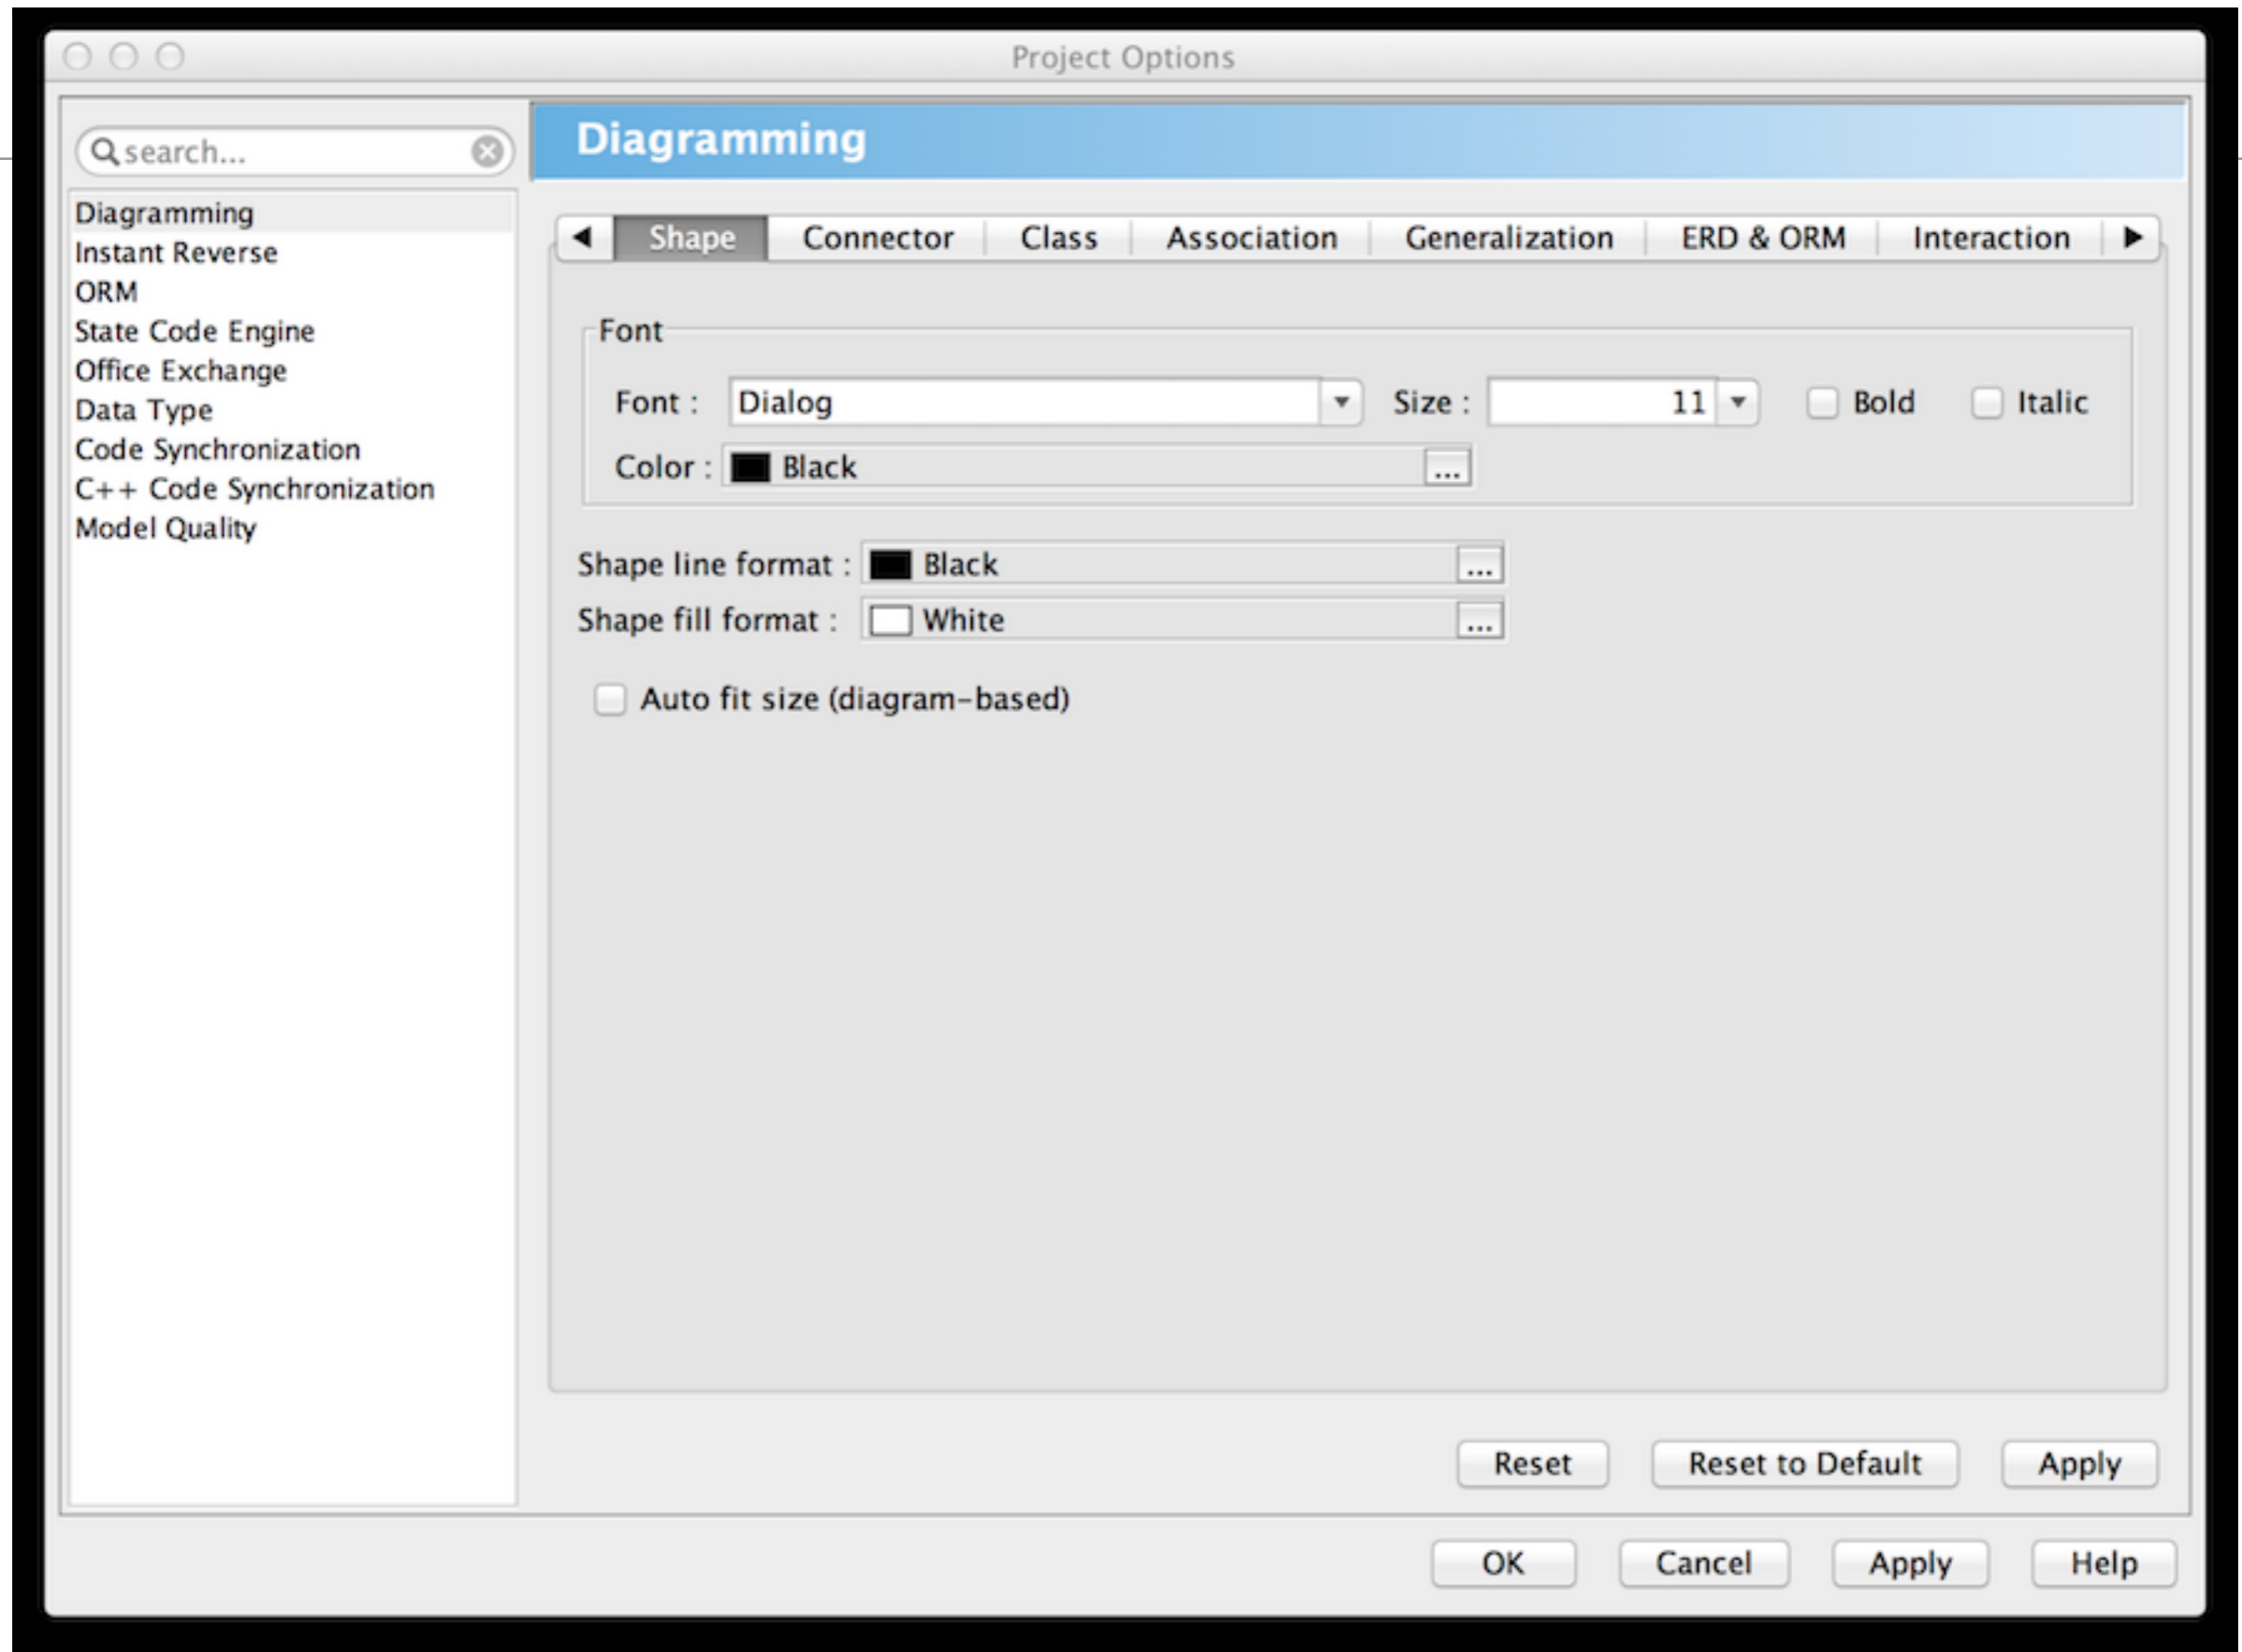 Project Options
search...
Diagramming
Instant Reverse
ORM
State Code Engine
Office Exchange
Data Type
Code Synchronization
C++ Code Synchronization
Model Quality
Diagramming
Shape Connector Class Association Generalization ERD & ORM Interaction
Font
Font : Dialog Size : 11 Bold Italic
Color : Black ...
Shape line format : Black ...
Shape fill format : White ...
Auto fit size (diagram-based)
Reset Reset to Default Apply
OK Cancel Apply Help